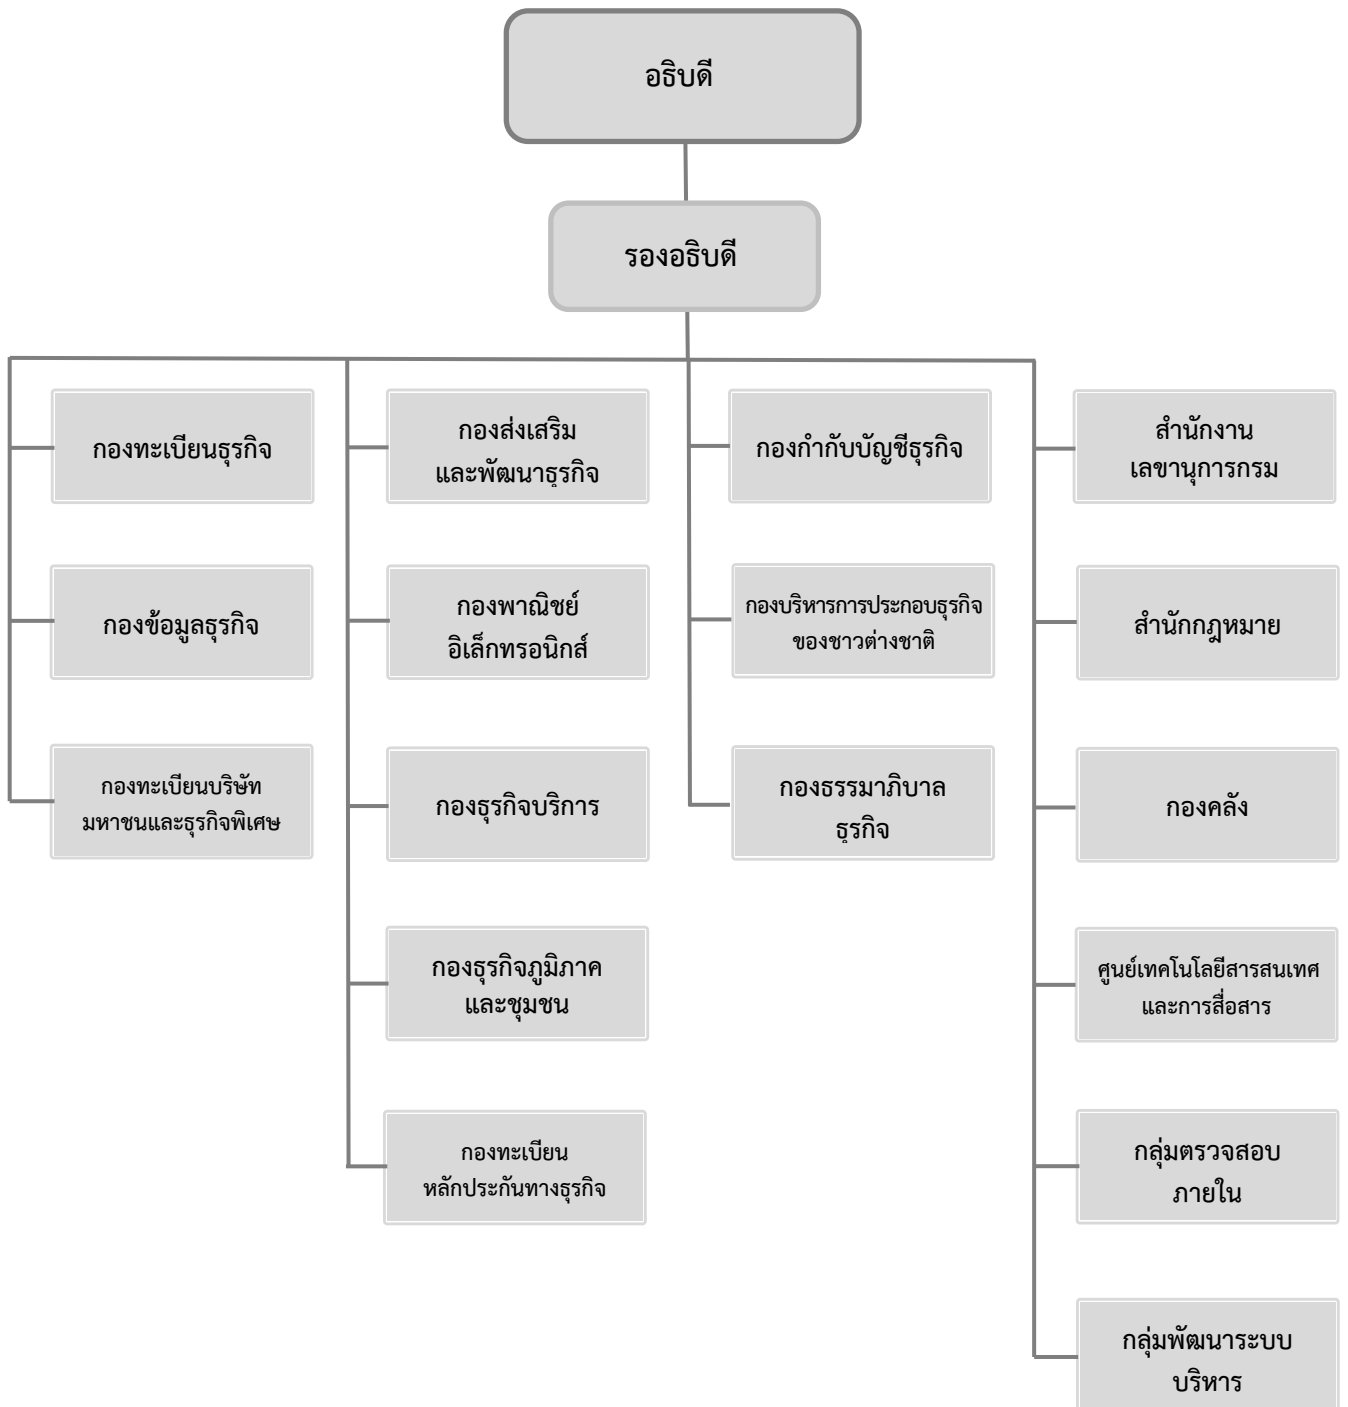 อธิบดี
รองอธิบดี
กองทะเบียนธุรกิจ
กองข้อมูลธุรกิจ
กองทะเบียนบริษัท
มหาชนและธุรกิจพิเศษ
กองส่งเสริม
และพัฒนาธุรกิจ
กองพาณิชย์
อิเล็กทรอนิกส์
กองธุรกิจบริการ
กองธุรกิจภูมิภาค
และชุมชน
กองทะเบียน
หลักประกันทางธุรกิจ
กองกำกับบัญชีธุรกิจ
กองบริหารการประกอบธุรกิจ
ของชาวต่างชาติ
กองธรรมาภิบาล
ธุรกิจ
สำนักงาน
เลขานุการกรม
สำนักกฎหมาย
กองคลัง
ศูนย์เทคโนโลยีสารสนเทศ
และการสื่อสาร
กลุ่มตรวจสอบ
ภายใน
กลุ่มพัฒนาระบบ
บริหาร